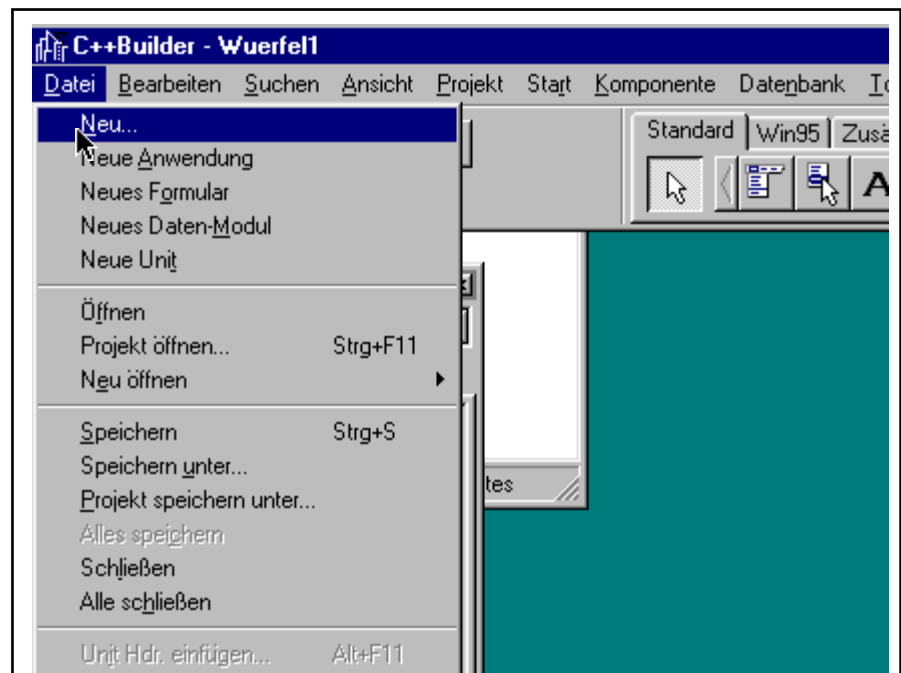 C++Builder - Wuerfel1
Datei Bearbeiten Suchen Ansicht Projekt Start Komponente Datenbank
Neu...
Standard Win95
Neue Anwendung
Neues Formular
Neues Daten-Modul
Neue Unit
Öffnen
Projekt öffnen... Strg+F11
Neu öffnen
Speichern Strg+S
Speichern unter...
Projekt speichern unter...
Alles speichern
Schließen
Alle schließen
Unit Hdr. einfügen... Alt+F11